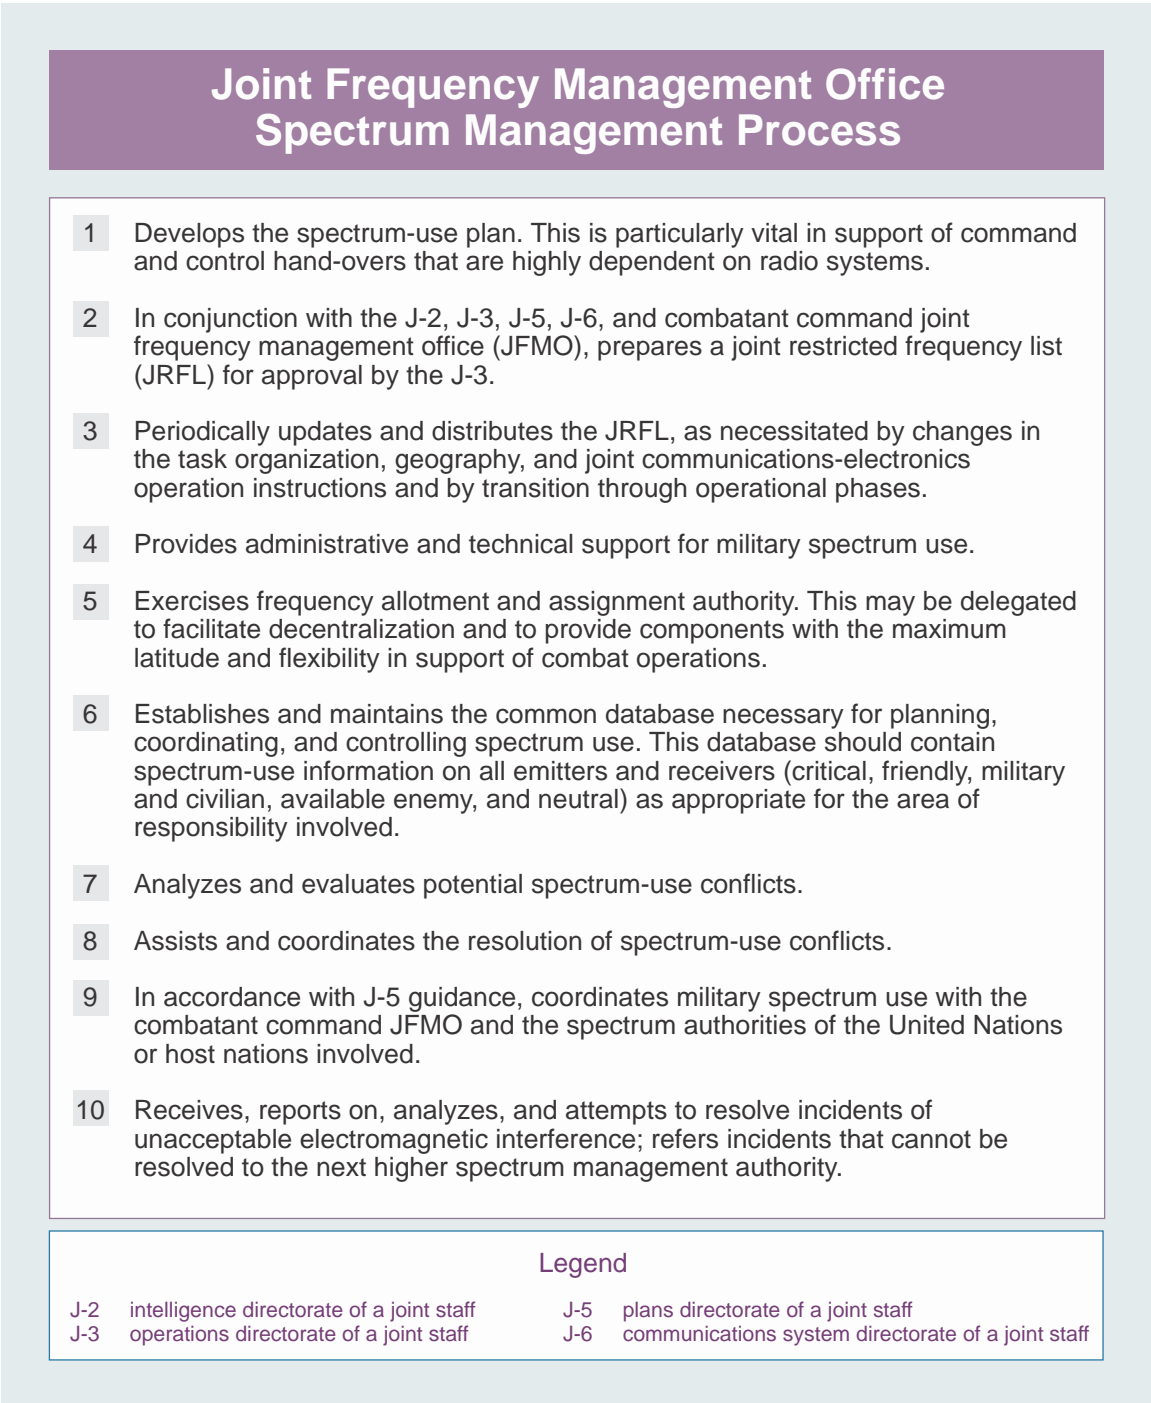 Joint Frequency Management Office
Spectrum Management Process
1 Develops the spectrum-use plan. This is particularly vital in support of command
and control hand-overs that are highly dependent on radio systems.
2 In conjunction with the J-2, J-3, J-5, J-6, and combatant command joint
frequency management office (JFMO), prepares a joint restricted frequency list
(JRFL) for approval by the J-3.
3 Periodically updates and distributes the JRFL, as necessitated by changes in
the task organization, geography, and joint communications-electronics
operation instructions and by transition through operational phases.
4 Provides administrative and technical support for military spectrum use.
5 Exercises frequency allotment and assignment authority. This may be delegated
to facilitate decentralization and to provide components with the maximum
latitude and flexibility in support of combat operations.
6 Establishes and maintains the common database necessary for planning,
coordinating, and controlling spectrum use. This database should contain
spectrum-use information on all emitters and receivers (critical, friendly, military
and civilian, available enemy, and neutral) as appropriate for the area of
responsibility involved.
7 Analyzes and evaluates potential spectrum-use conflicts.
8 Assists and coordinates the resolution of spectrum-use conflicts.
9 In accordance with J-5 guidance, coordinates military spectrum use with the
combatant command JFMO and the spectrum authorities of the United Nations
or host nations involved.
10 Receives, reports on, analyzes, and attempts to resolve incidents of
unacceptable electromagnetic interference; refers incidents that cannot be
resolved to the next higher spectrum management authority.
Legend
J-2 intelligence directorate of a joint staff
J-3 operations directorate of a joint staff
J-5 plans directorate of a joint staff
J-6 communications system directorate of a joint staff